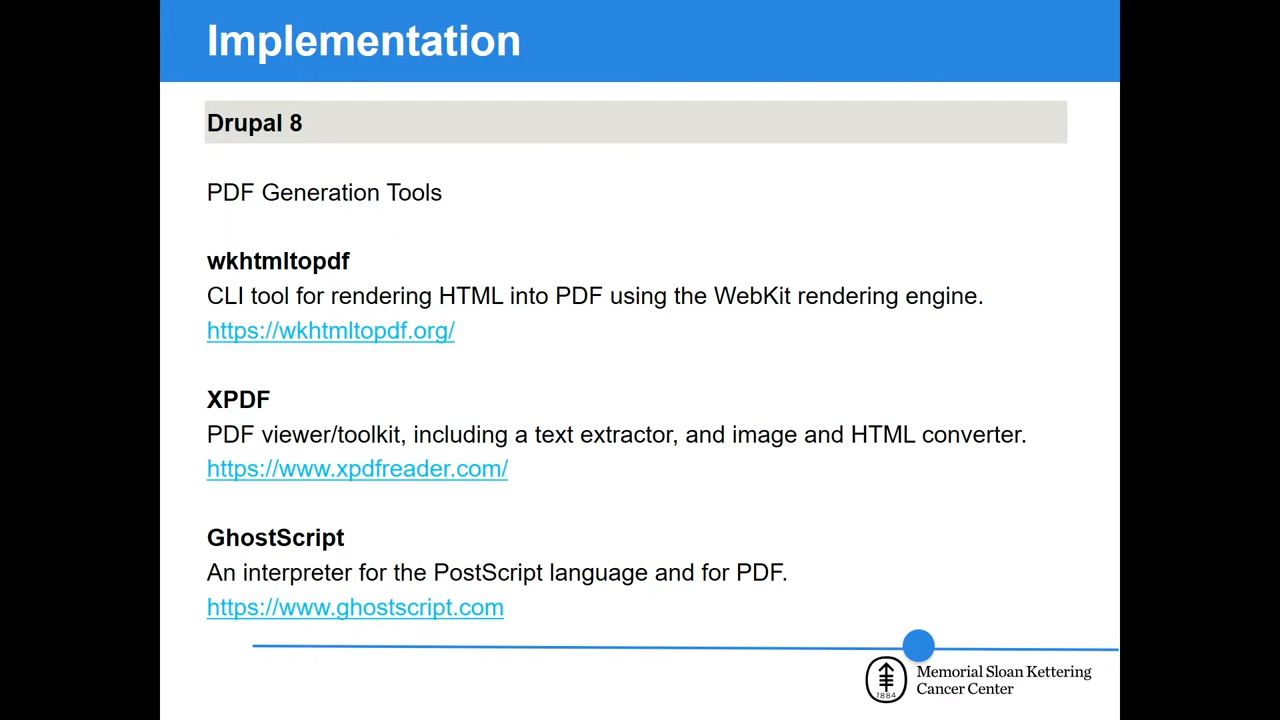 Implementation
Drupal 8
PDF Generation Tools
wkhtmltopdf
CLI tool for rendering HTML into PDF using the WebKit rendering engine.
https://wkhtmltopdf.org/
XPDF
PDF viewer/toolkit, including a text extractor, and image and HTML converter.
https://www.xpdfreader.com/
GhostScript
An interpreter for the PostScript language and for PDF.
https://www.ghostscript.com
1884
Memorial Sloan Kettering
Cancer Center